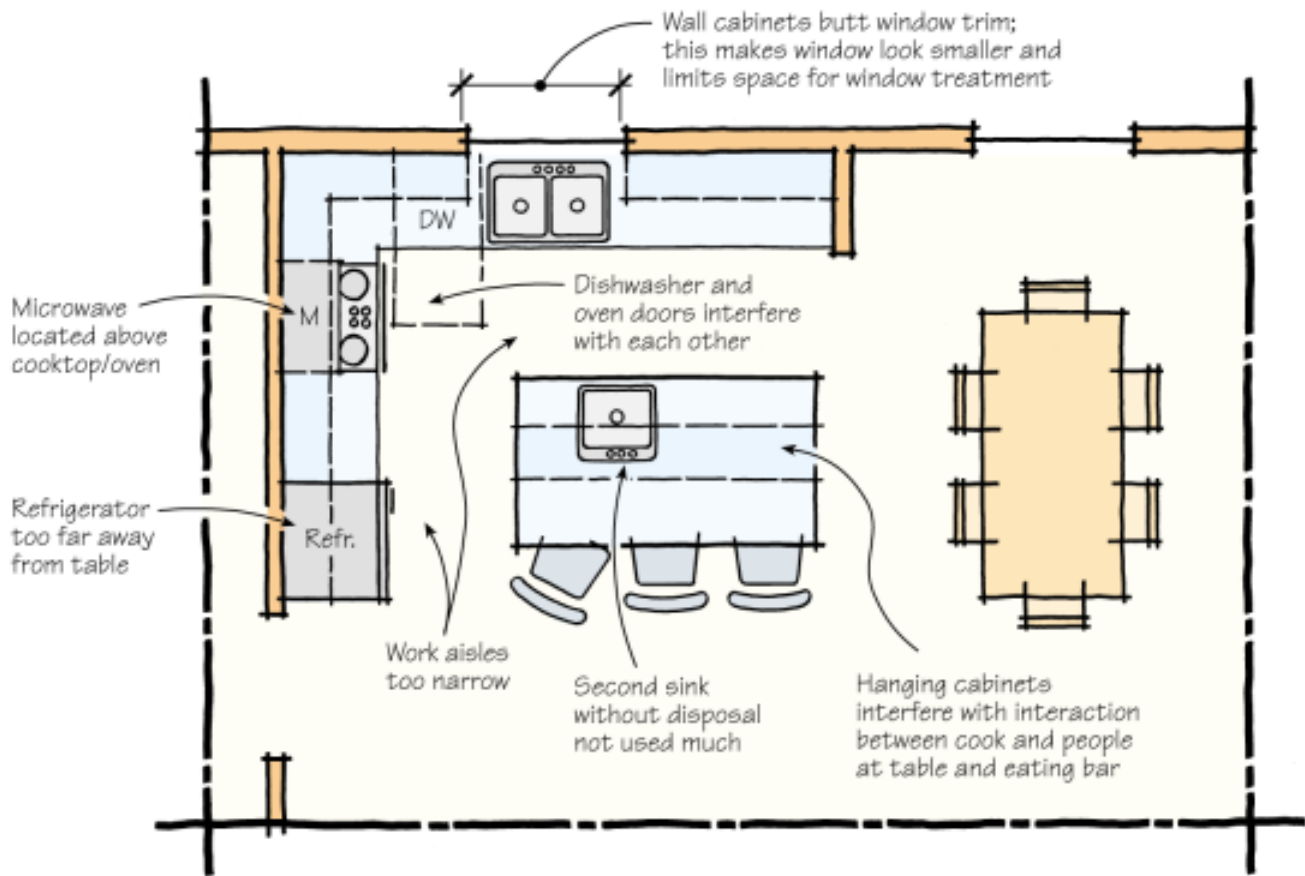 Wall cabinets butt window trim;
this makes window look smaller and
limits space for window treatment
DW
Dishwasher and
oven doors interfere
with each other
Microwave
located above
cooktop/oven
M
Refrigerator
too far away
from table
Refr.
Work aisles
too narrow
Second sink
without disposal
not used much
Hanging cabinets
interfere with interaction
between cook and people
at table and eating bar